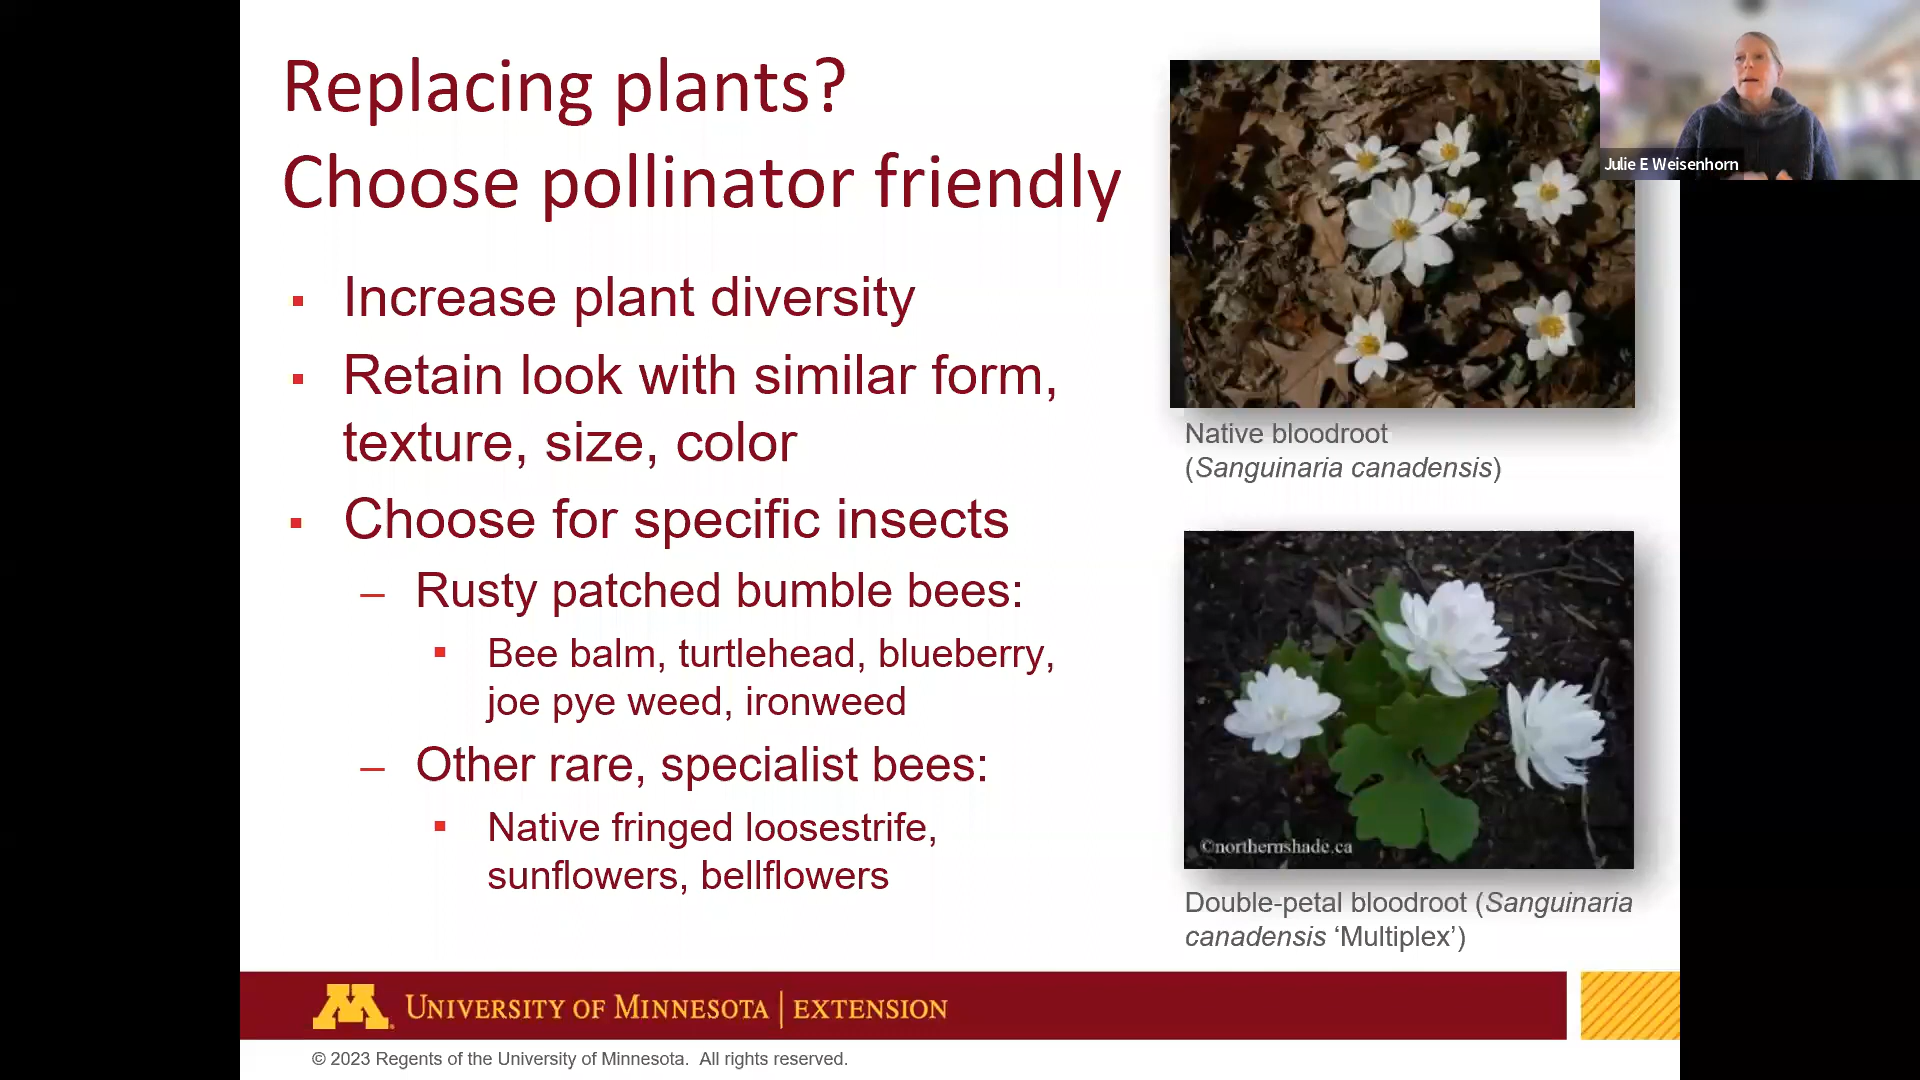 Replacing plants?
Choose pollinator friendly
▪ Increase plant diversity
▪ Retain look with similar form,
texture, size, color
▪ Choose for specific insects
– Rusty patched bumble bees:
▪ Bee balm, turtlehead, blueberry,
joe pye weed, ironweed
– Other rare, specialist bees:
▪ Native fringed loosestrife,
sunflowers, bellflowers
Julie E Weisenhorn
Native bloodroot
(Sanguinaria canadensis)
©northernshade.ca
Double-petal bloodroot (Sanguinaria
canadensis ‘Multiplex’)
M UNIVERSITY OF MINNESOTA | EXTENSION
© 2023 Regents of the University of Minnesota. All rights reserved.